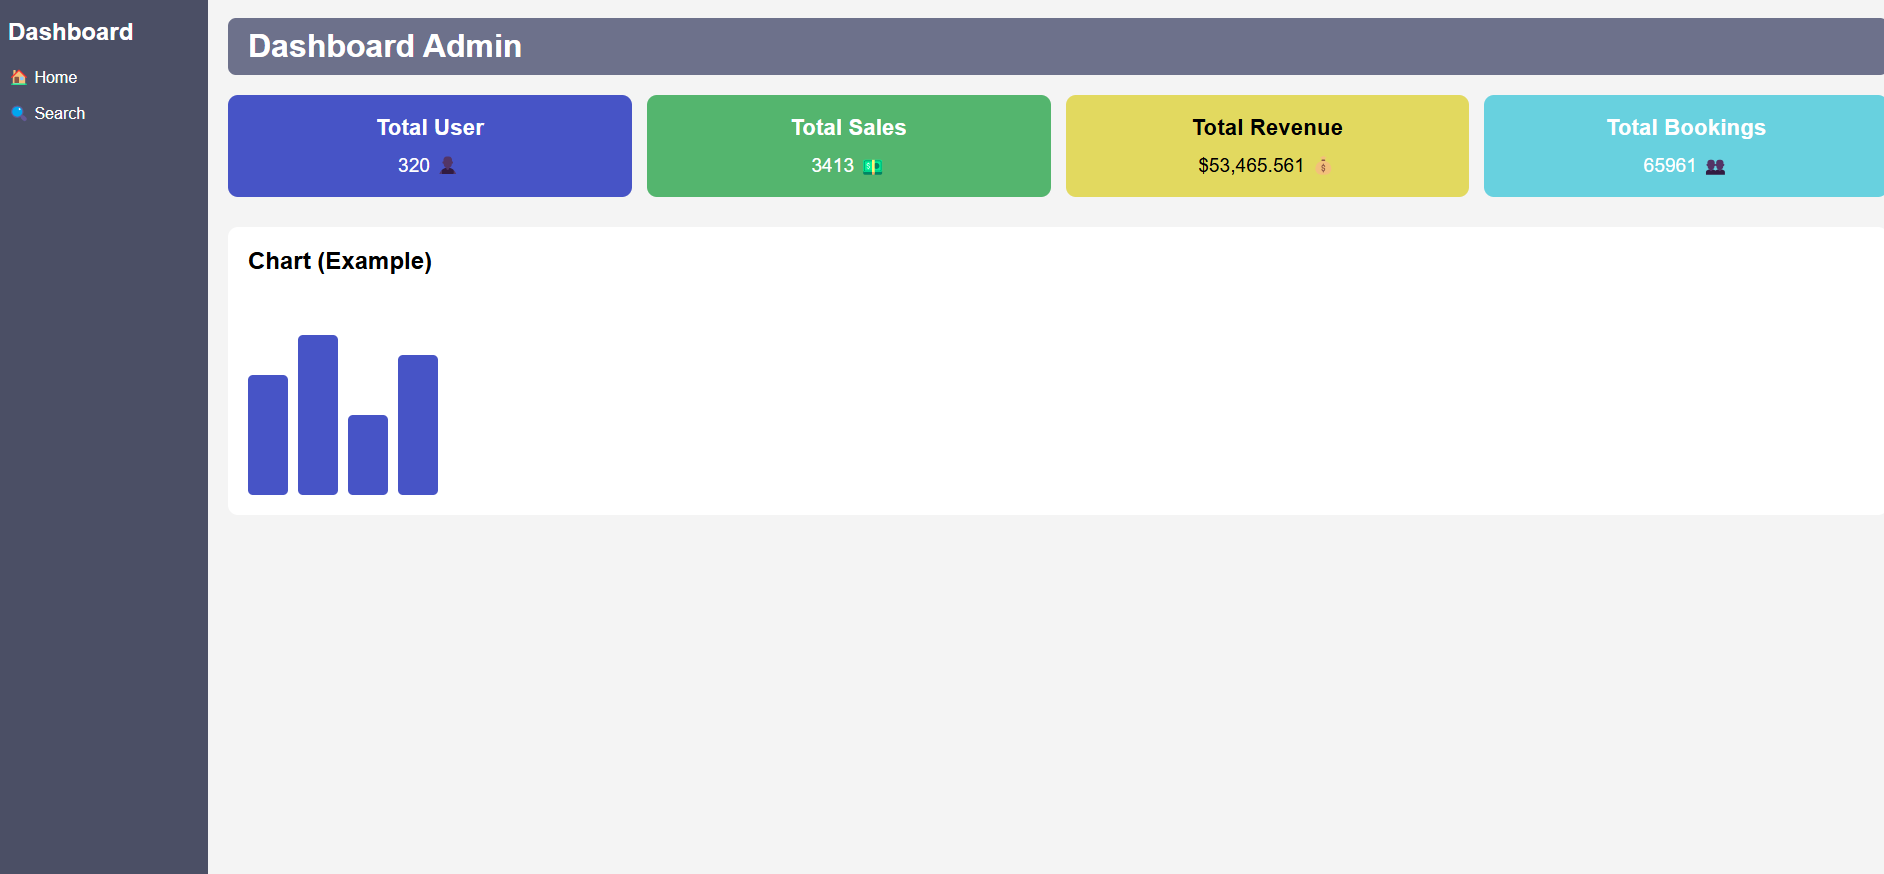 Dashboard
🏠 Home
🔍 Search
Dashboard Admin
Total User
320 👤
Total Sales
3413 💵
Total Revenue
$53,465.561 💰
Total Bookings
65961 👥
Chart (Example)